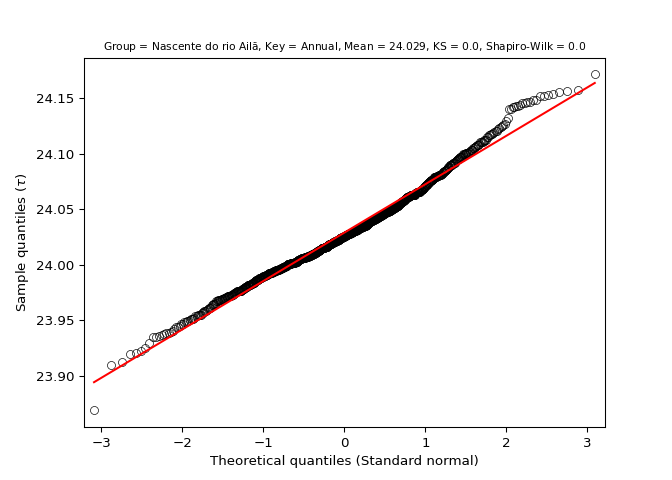 Group = Nascente do rio Ailã, Key = Annual, Mean = 24.029, KS = 0.0, Shapiro-Wilk = 0.0
24.15
24.10
24.05
24.00
23.95
23.90
Sample quantiles (τ)
−3 −2 −1 0 1 2 3
Theoretical quantiles (Standard normal)